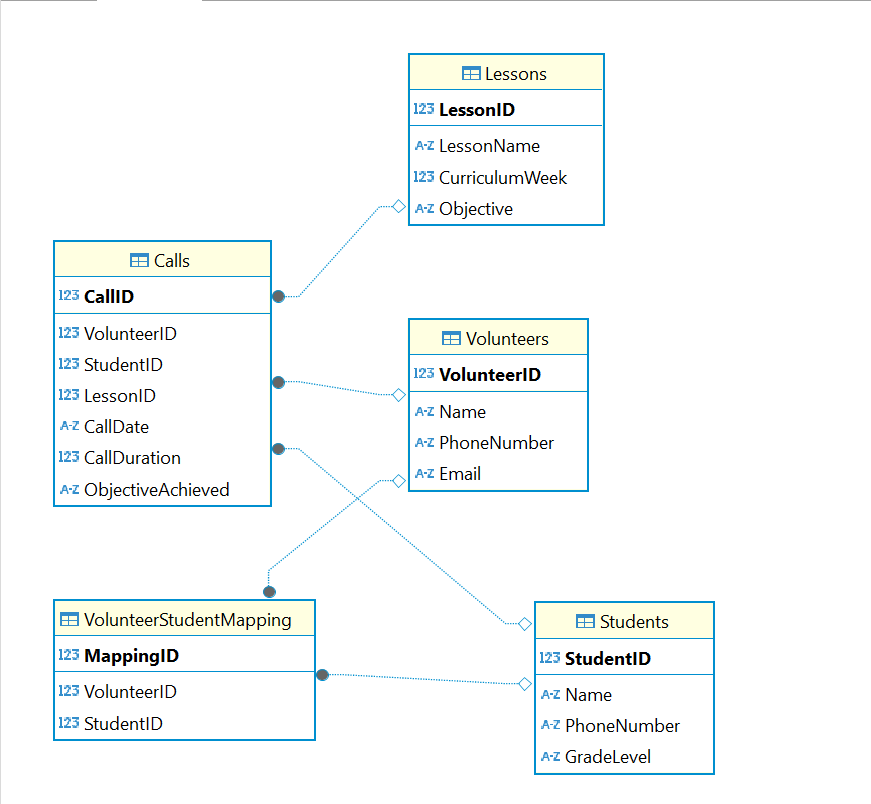 Lessons
123 LessonID
A-Z LessonName
123 CurriculumWeek
A-Z Objective
Calls
123 CallID
123 VolunteerID
123 StudentID
123 LessonID
A-Z CallDate
123 CallDuration
A-Z ObjectiveAchieved
Volunteers
123 VolunteerID
A-Z Name
A-Z PhoneNumber
A-Z Email
VolunteerStudentMapping
123 MappingID
123 VolunteerID
123 StudentID
Students
123 StudentID
A-Z Name
A-Z PhoneNumber
A-Z GradeLevel